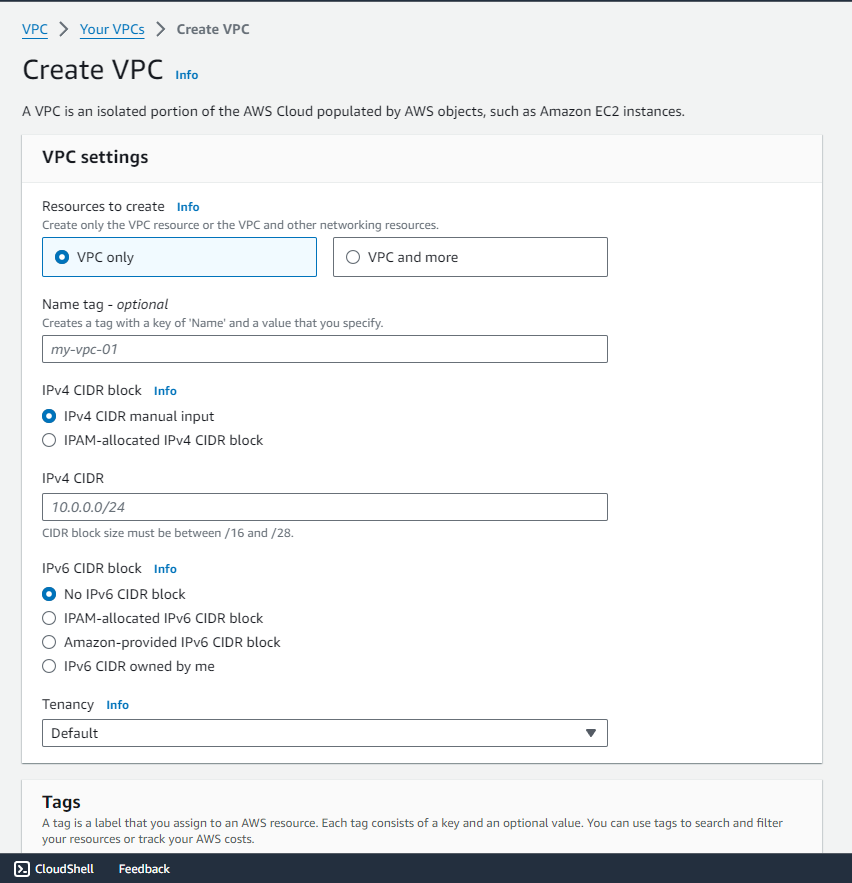 VPC > Your VPCs > Create VPC
Create VPC Info
A VPC is an isolated portion of the AWS Cloud populated by AWS objects, such as Amazon EC2 instances.
VPC settings
Resources to create Info
Create only the VPC resource or the VPC and other networking resources.
VPC only VPC and more
Name tag - optional
Creates a tag with a key of 'Name' and a value that you specify.
my-vpc-01
IPv4 CIDR block Info
IPv4 CIDR manual input
IPAM-allocated IPv4 CIDR block
IPv4 CIDR
10.0.0.0/24
CIDR block size must be between /16 and /28.
IPv6 CIDR block Info
No IPv6 CIDR block
IPAM-allocated IPv6 CIDR block
Amazon-provided IPv6 CIDR block
IPv6 CIDR owned by me
Tenancy Info
Default
Tags
A tag is a label that you assign to an AWS resource. Each tag consists of a key and an optional value. You can use tags to search and filter
your resources or track your AWS costs.
CloudShell Feedback